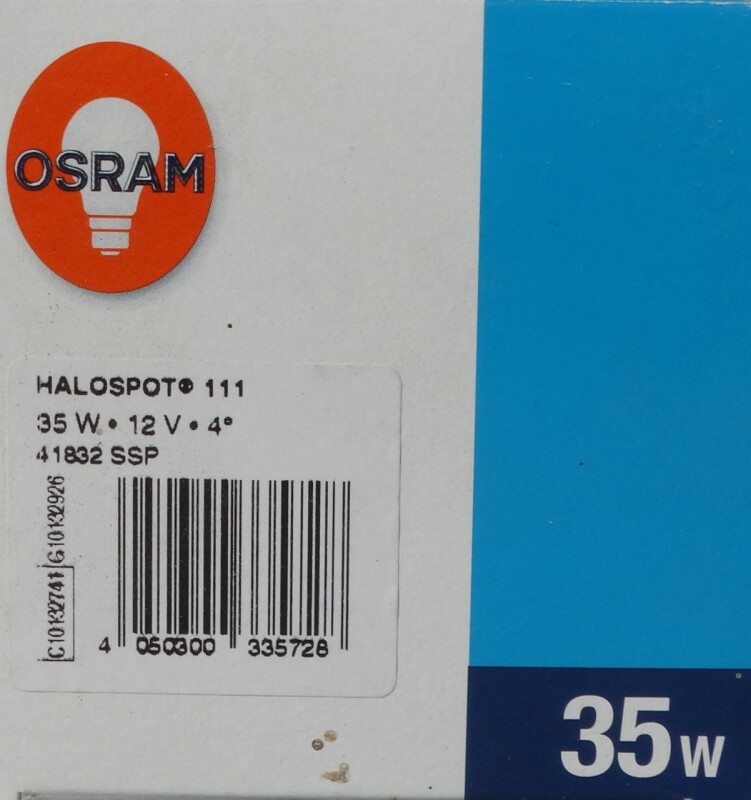 OSRAM
HALOSPOT® 111
35 W • 12 V • 4°
41832 SSP
G10132926
C10132741
4 050300 335728
35 W